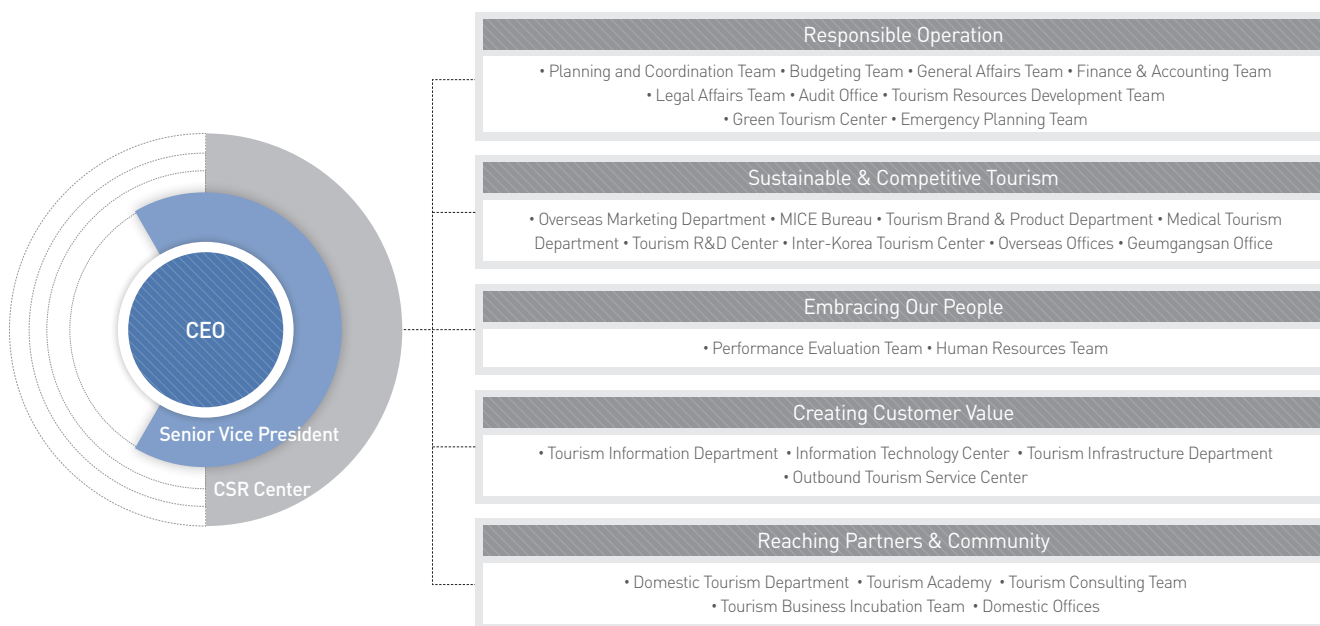 CEO
Senior Vice President
CSR Center
Responsible Operation
• Planning and Coordination Team • Budgeting Team • General Affairs Team • Finance & Accounting Team
• Legal Affairs Team • Audit Office • Tourism Resources Development Team
• Green Tourism Center • Emergency Planning Team
Sustainable & Competitive Tourism
• Overseas Marketing Department • MICE Bureau • Tourism Brand & Product Department • Medical Tourism
Department • Tourism R&D Center • Inter-Korea Tourism Center • Overseas Offices • Geumgangsan Office
Embracing Our People
• Performance Evaluation Team • Human Resources Team
Creating Customer Value
• Tourism Information Department • Information Technology Center • Tourism Infrastructure Department
• Outbound Tourism Service Center
Reaching Partners & Community
• Domestic Tourism Department • Tourism Academy • Tourism Consulting Team
• Tourism Business Incubation Team • Domestic Offices